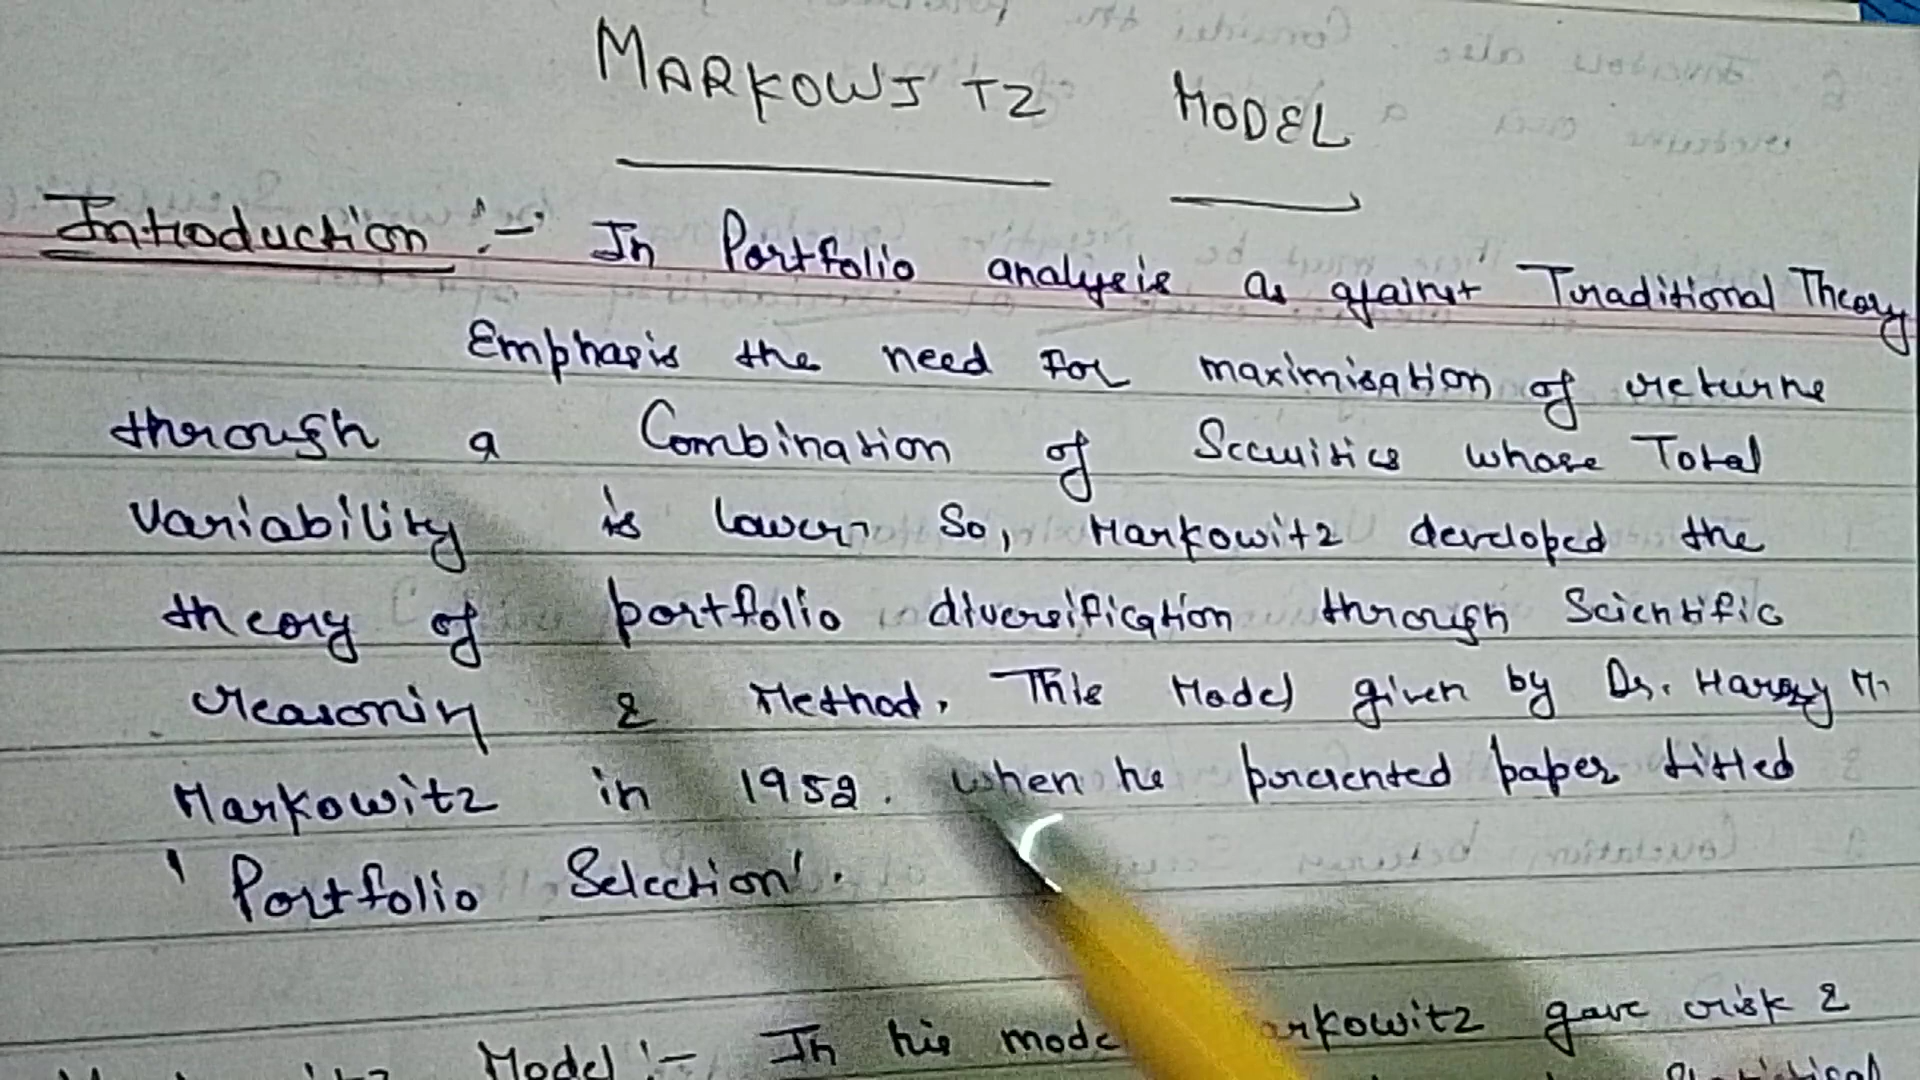 MARKOWITZ MODEL
Introduction :- In Portfolio analysis as against Traditional Theory
Emphasis the need for maximisation of returns
through a Combination of Securities whose Total
variability is lower. So, Markowitz developed the
theory of portfolio diversification through Scientific
reasoning & Method. This Model given by Dr. Harry M.
Markowitz in 1952. when he presented paper titled
'Portfolio Selection'.
Model :- In his mode arkowitz gave risk &